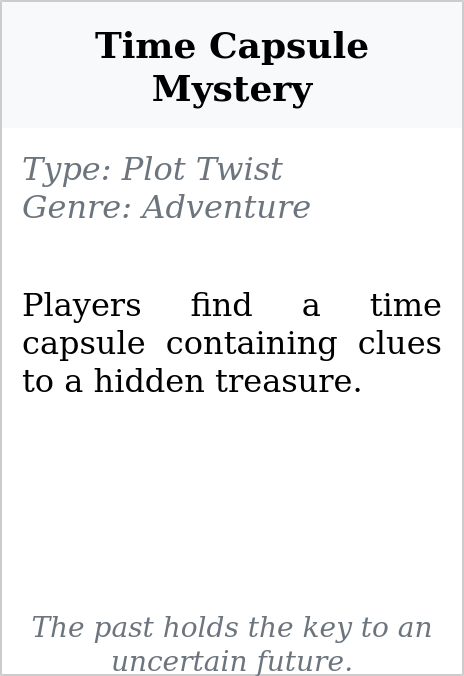 Time Capsule
Mystery
Type: Plot Twist
Genre: Adventure
Players find a time
capsule containing clues
to a hidden treasure.
The past holds the key to an
uncertain future.